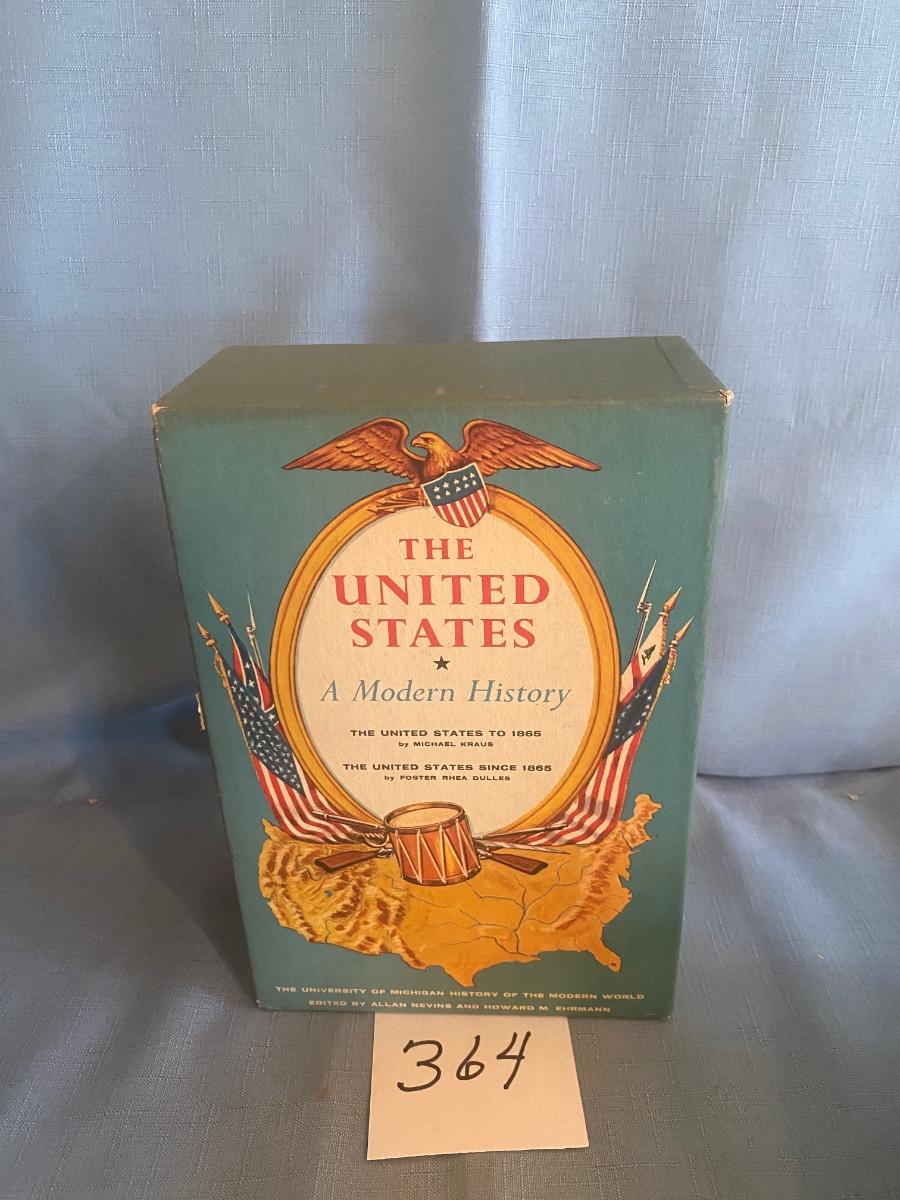 THE
UNITED
STATES
A Modern History
THE UNITED STATES TO 1865
by MICHAEL KRAUS
THE UNITED STATES SINCE 1865
by FOSTER RHEA DULLES
THE UNIVERSITY OF MICHIGAN HISTORY OF THE MODERN WORLD
EDITED BY ALLAN NEVINS AND HOWARD M. EHRMANN
364